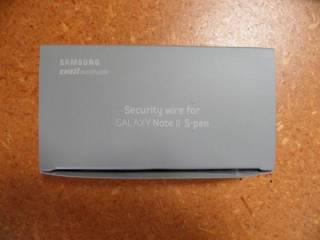 SAMSUNG
Security wire for
GALAXY Note II S-pen